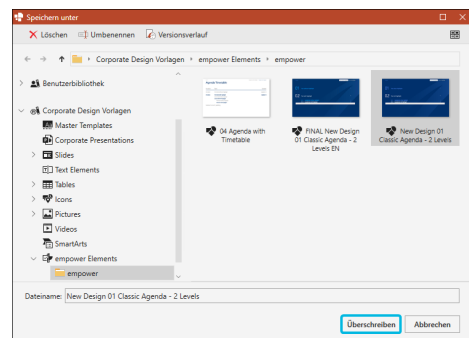 Speichern unter
Löschen Umbenennen Versionsverlauf
Corporate Design Vorlagen empower Elements empower
Benutzerbibliothek
Corporate Design Vorlagen
Master Templates
Corporate Presentations
Slides
Text Elements
Tables
Icons
Pictures
Videos
SmartArts
empower Elements
empower
04 Agenda with
Timetable
FINAL New Design
01 Classic Agenda - 2
Levels EN
New Design 01
Classic Agenda - 2 Levels
Dateiname: New Design 01 Classic Agenda - 2 Levels
Überschreiben Abbrechen